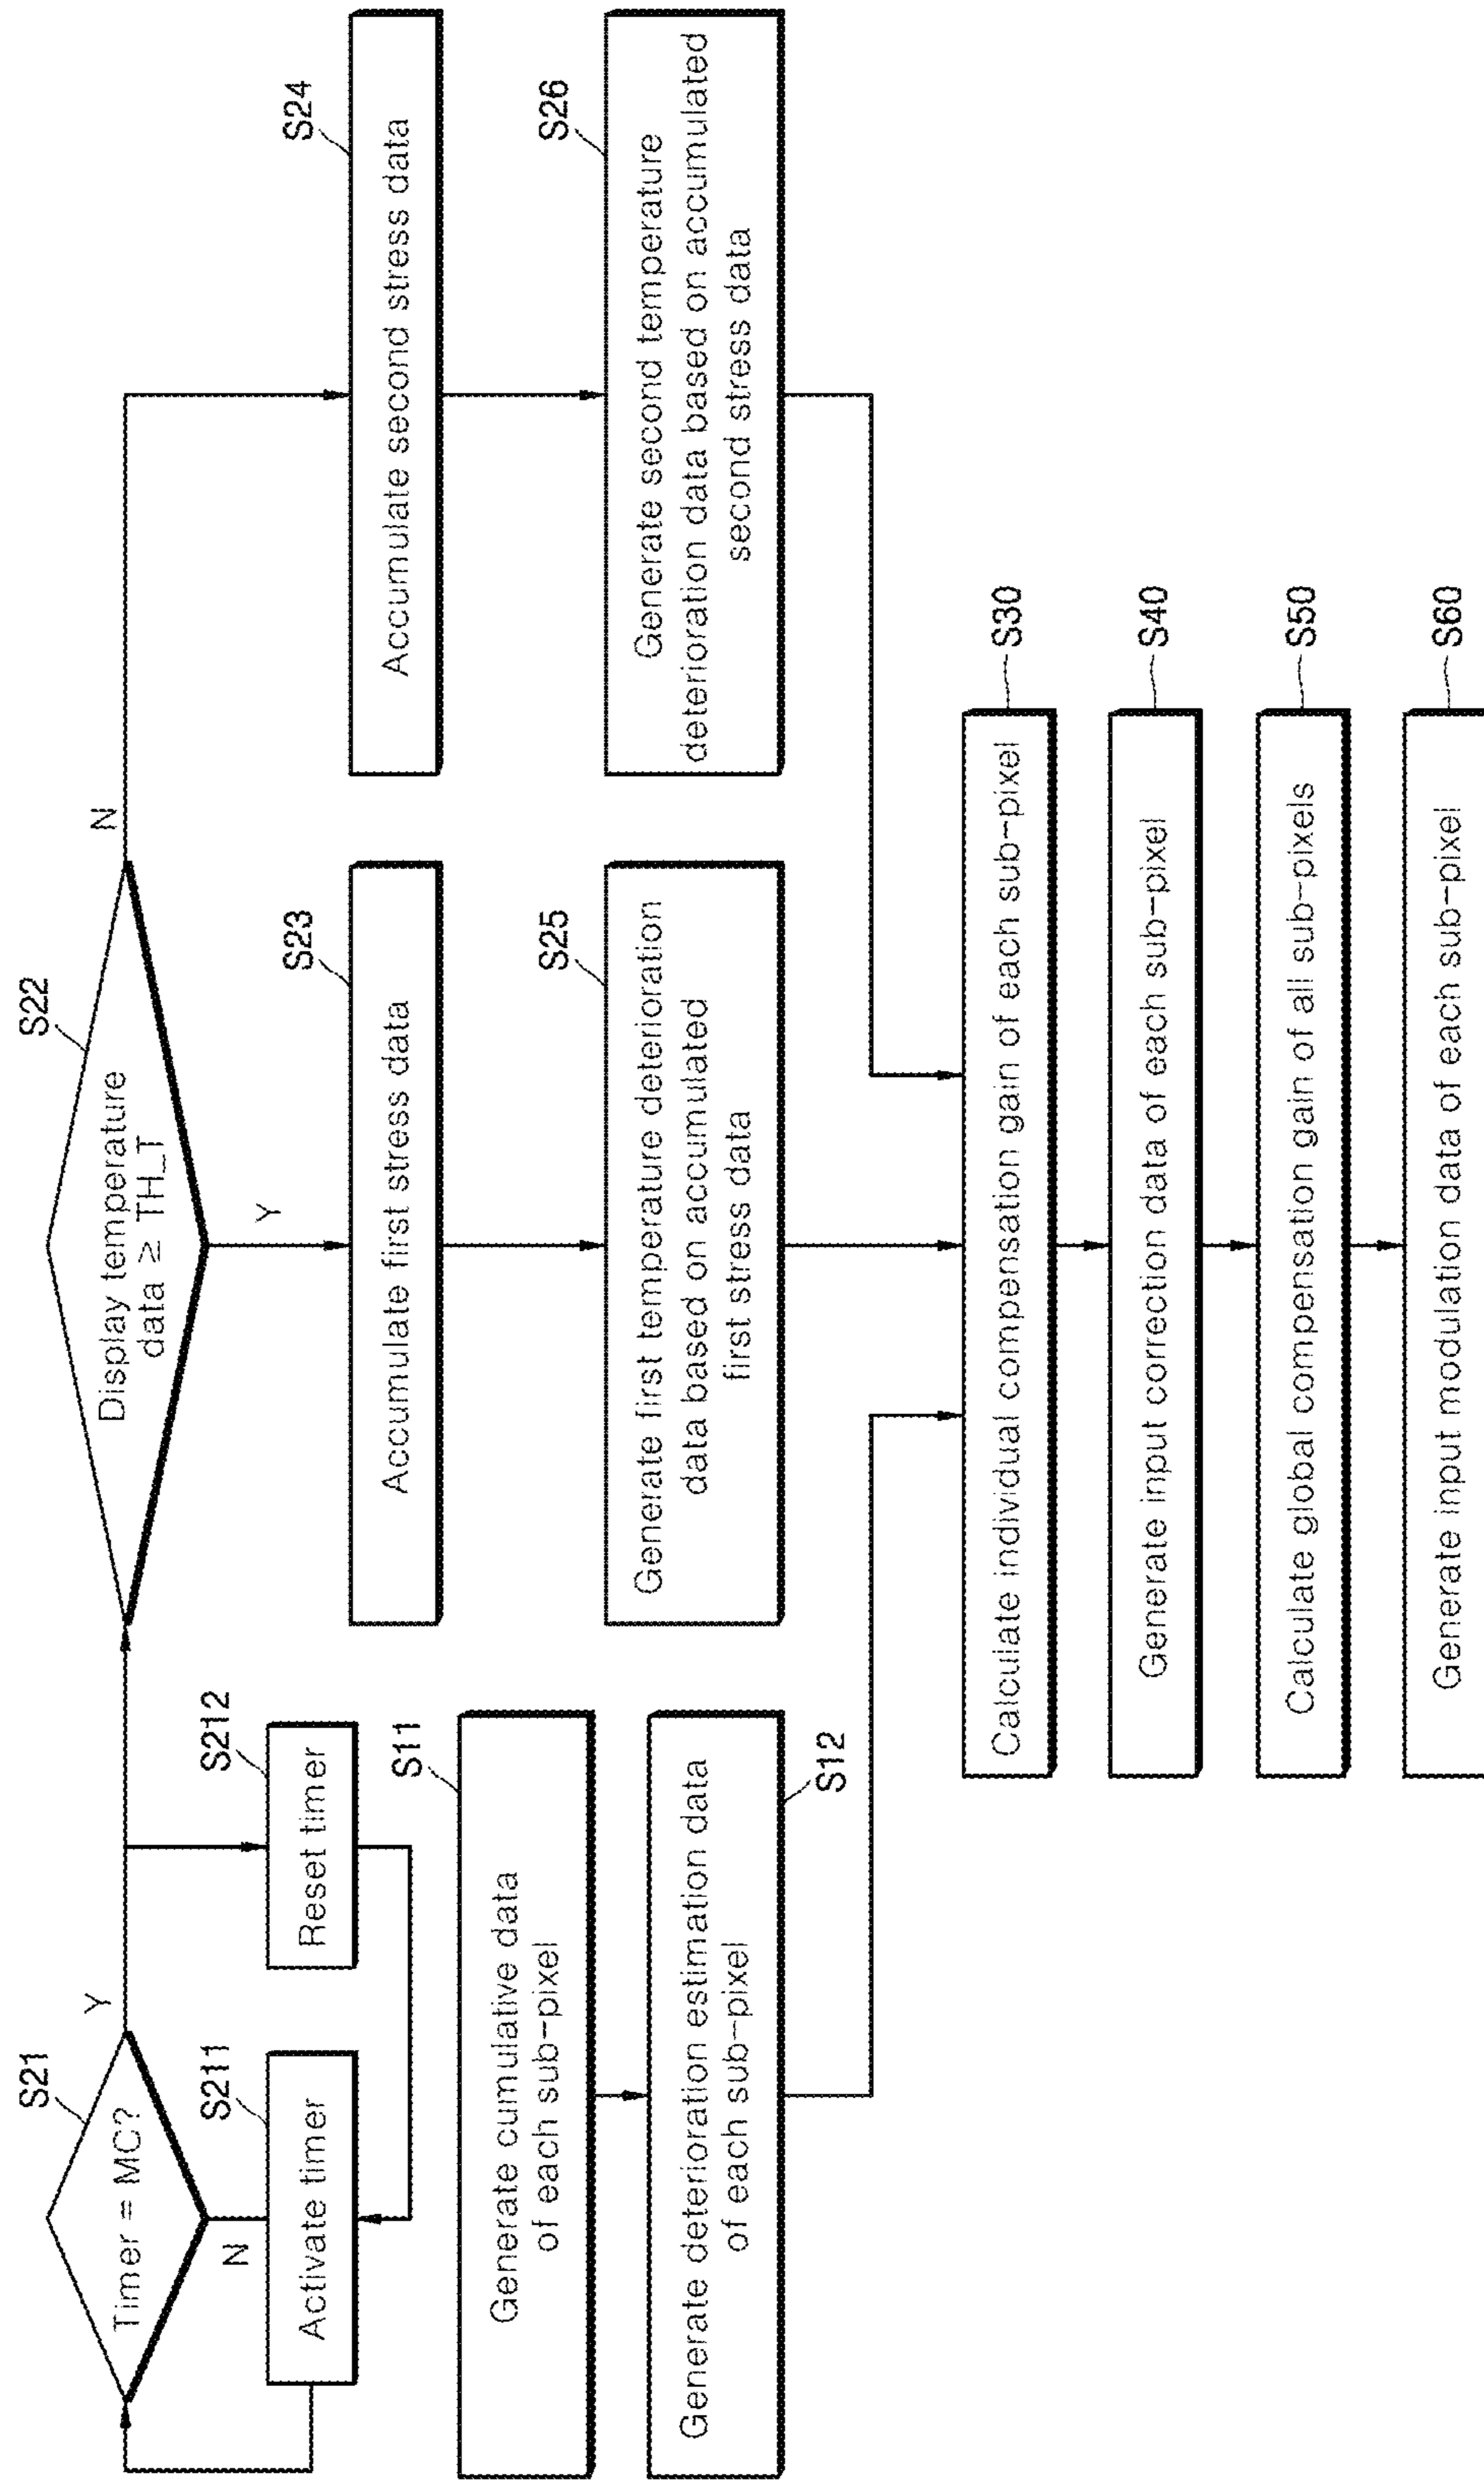 S21
Timer = MC?
Y
N
S211
Activate timer
S212
Reset timer
S22
Display temperature
data ≥ TH_T
Y
N
S23
Accumulate first stress data
S24
Accumulate second stress data
S11
Generate cumulative data
of each sub-pixel
S12
Generate deterioration estimation data
of each sub-pixel
S25
Generate first temperature deterioration
data based on accumulated
first stress data
S26
Generate second temperature
deterioration data based on accumulated
second stress data
Calculate individual compensation gain of each sub-pixel
S30
Generate input correction data of each sub-pixel
S40
Calculate global compensation gain of all sub-pixels
S50
Generate input modulation data of each sub-pixel
S60